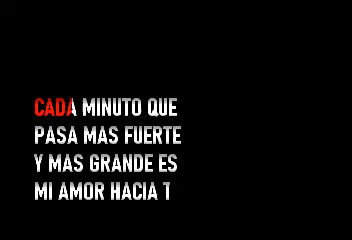 CADA MINUTO QUE
PASA MAS FUERTE
Y MAS GRANDE ES
MI AMOR HACIA T